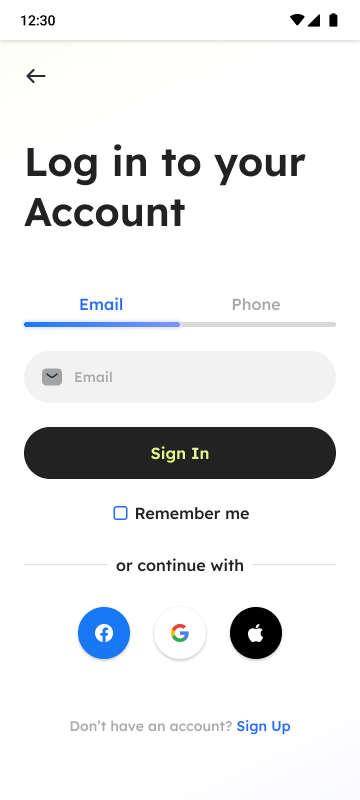 12:30
Log in to your
Account
Email
Phone
Email
Sign In
Remember me
or continue with
Don't have an account? Sign Up